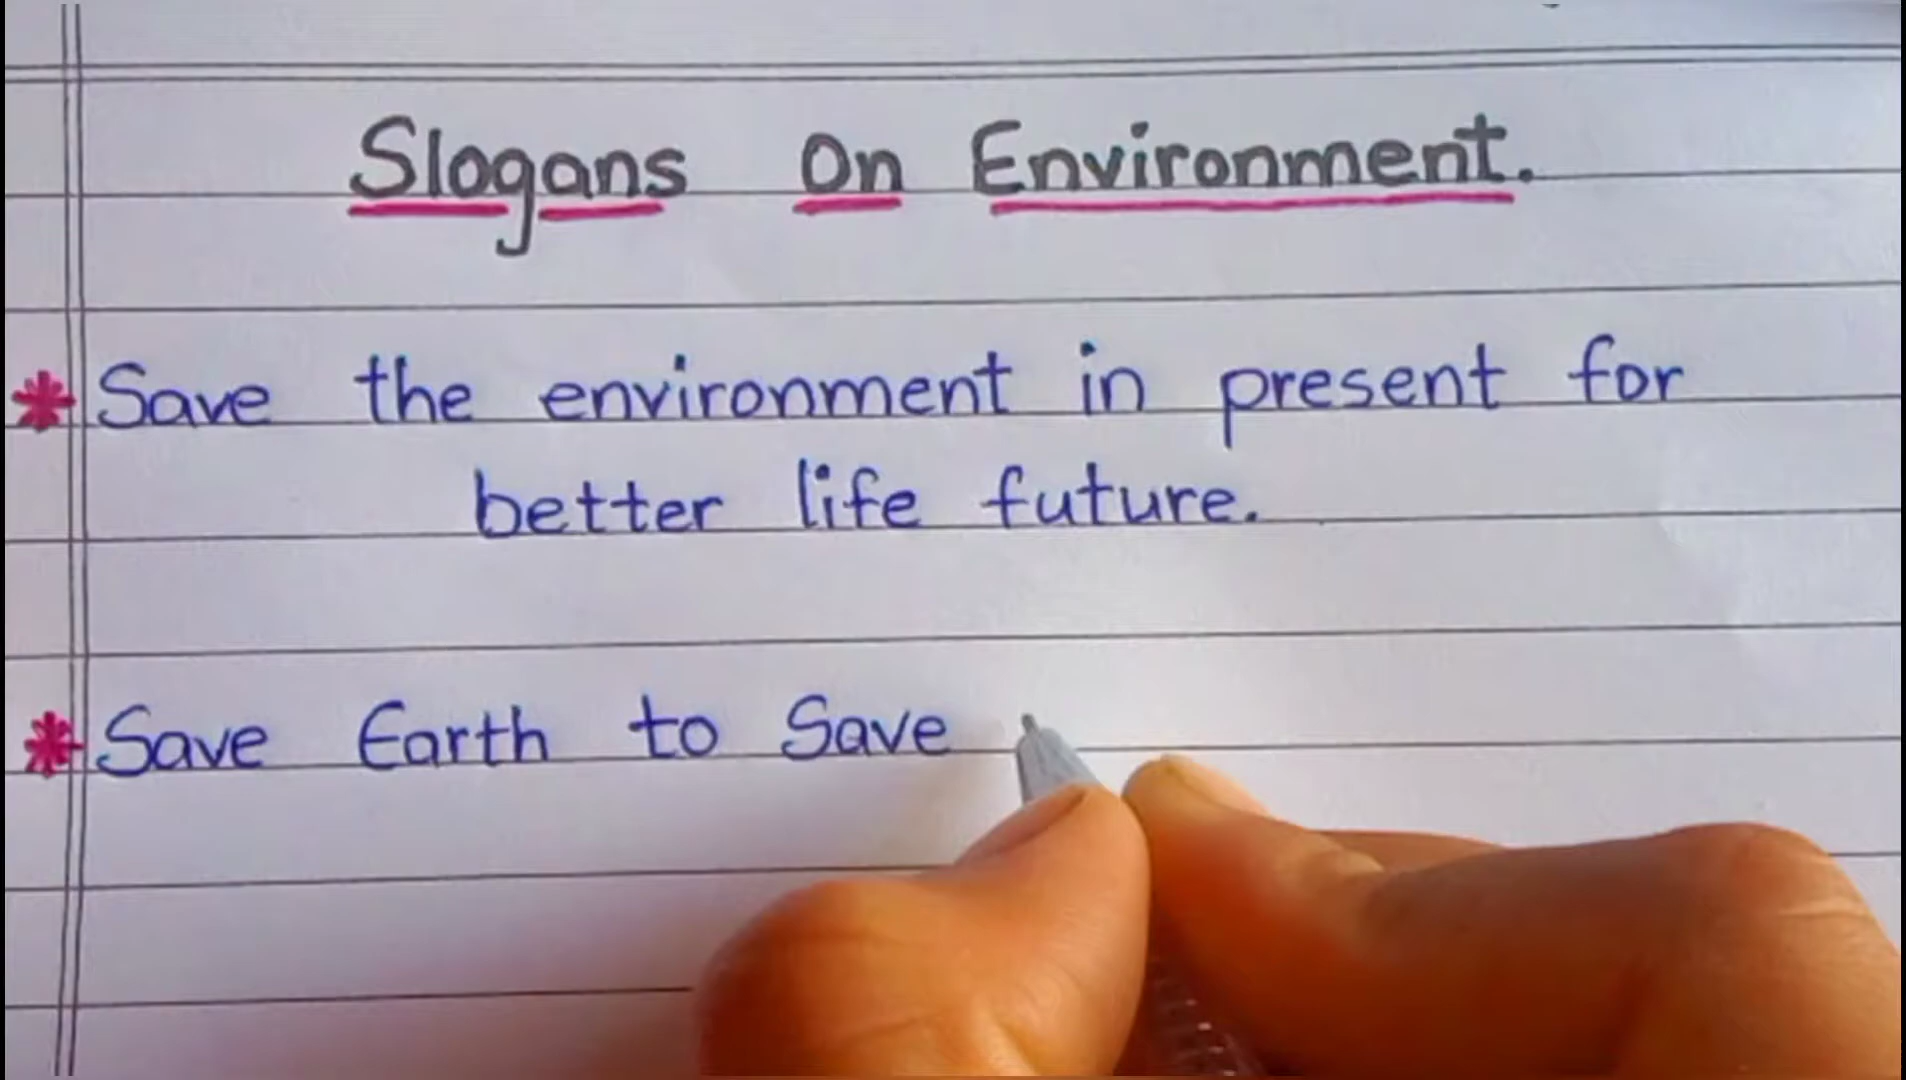 Slogans On Environment.
* Save the environment in present for
better life future.
* Save Earth to Save